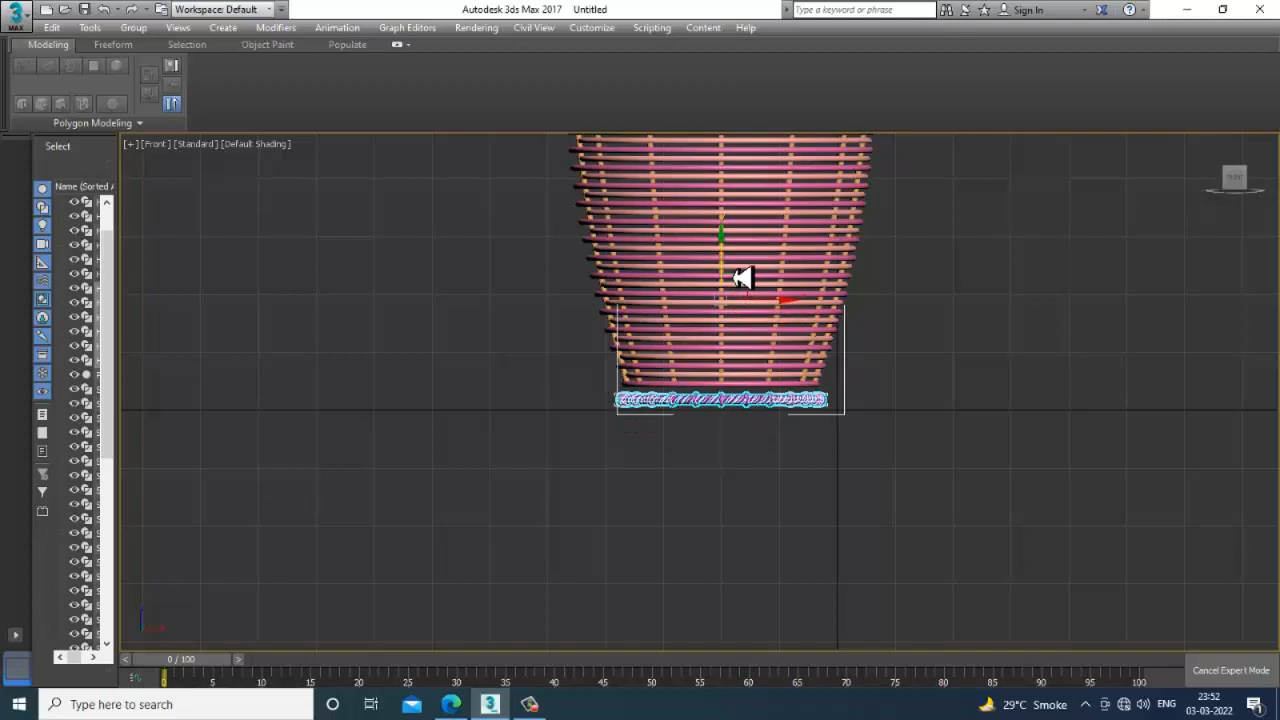 Workspace: Default
Autodesk 3ds Max 2017 Untitled
Type a keyword or phrase
Sign In
3
MAX
Edit Tools Group Views Create Modifiers Animation Graph Editors Rendering Civil View Customize Scripting Content Help
Modeling Freeform Selection Object Paint Populate
Polygon Modeling
Select
[+] [Front ] [Standard ] [Default Shading ]
Name (Sorted A
FRONT
0 / 100
0 5 10 15 20 25 30 35 40 45 50 55 60 65 70 75 80 85 90 95 100
Cancel Expert Mode
Type here to search
29°C Smoke
ENG
23:52
03-03-2022
1